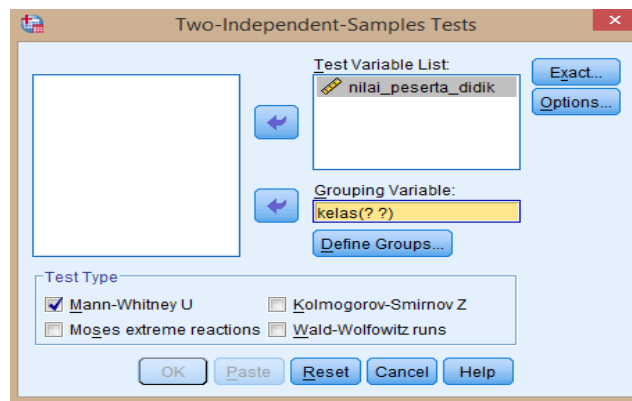 Two-Independent-Samples Tests
Test Variable List:
nilai_peserta_didik
Exact...
Options...
Grouping Variable:
kelas(? ?)
Define Groups...
Test Type
Mann-Whitney U
Kolmogorov-Smirnov Z
Moses extreme reactions
Wald-Wolfowitz runs
OK
Paste
Reset
Cancel
Help